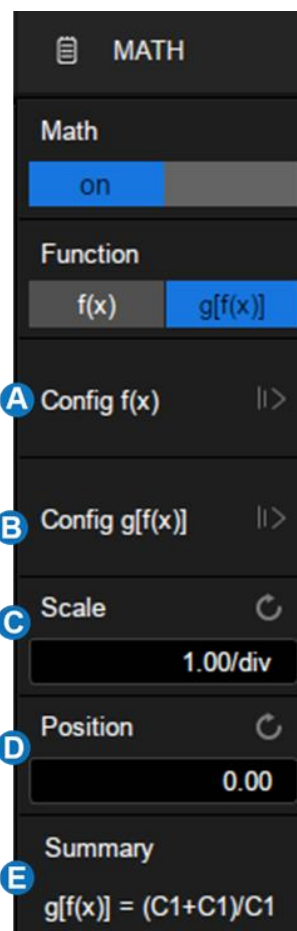 MATH
Math
on
Function
f(x) g[f(x)]
A Config f(x)
B Config g[f(x)]
C Scale
1.00/div
D Position
0.00
Summary
E
g[f(x)] = (C1+C1)/C1